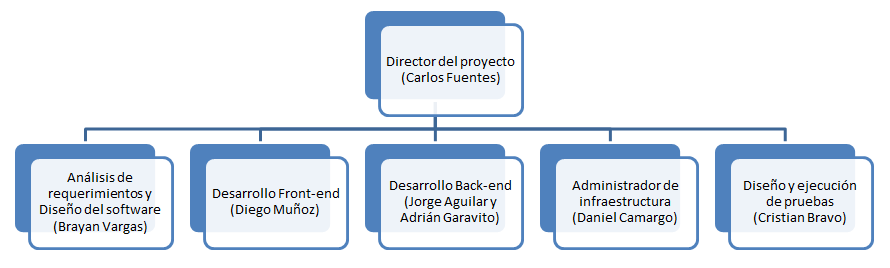 Director del proyecto
(Carlos Fuentes)
Análisis de
requerimientos y
Diseño del software
(Brayan Vargas)
Desarrollo Front-end
(Diego Muñoz)
Desarrollo Back-end
(Jorge Aguilar y
Adrián Garavito)
Administrador de
infraestructura
(Daniel Camargo)
Diseño y ejecución
de pruebas
(Cristian Bravo)